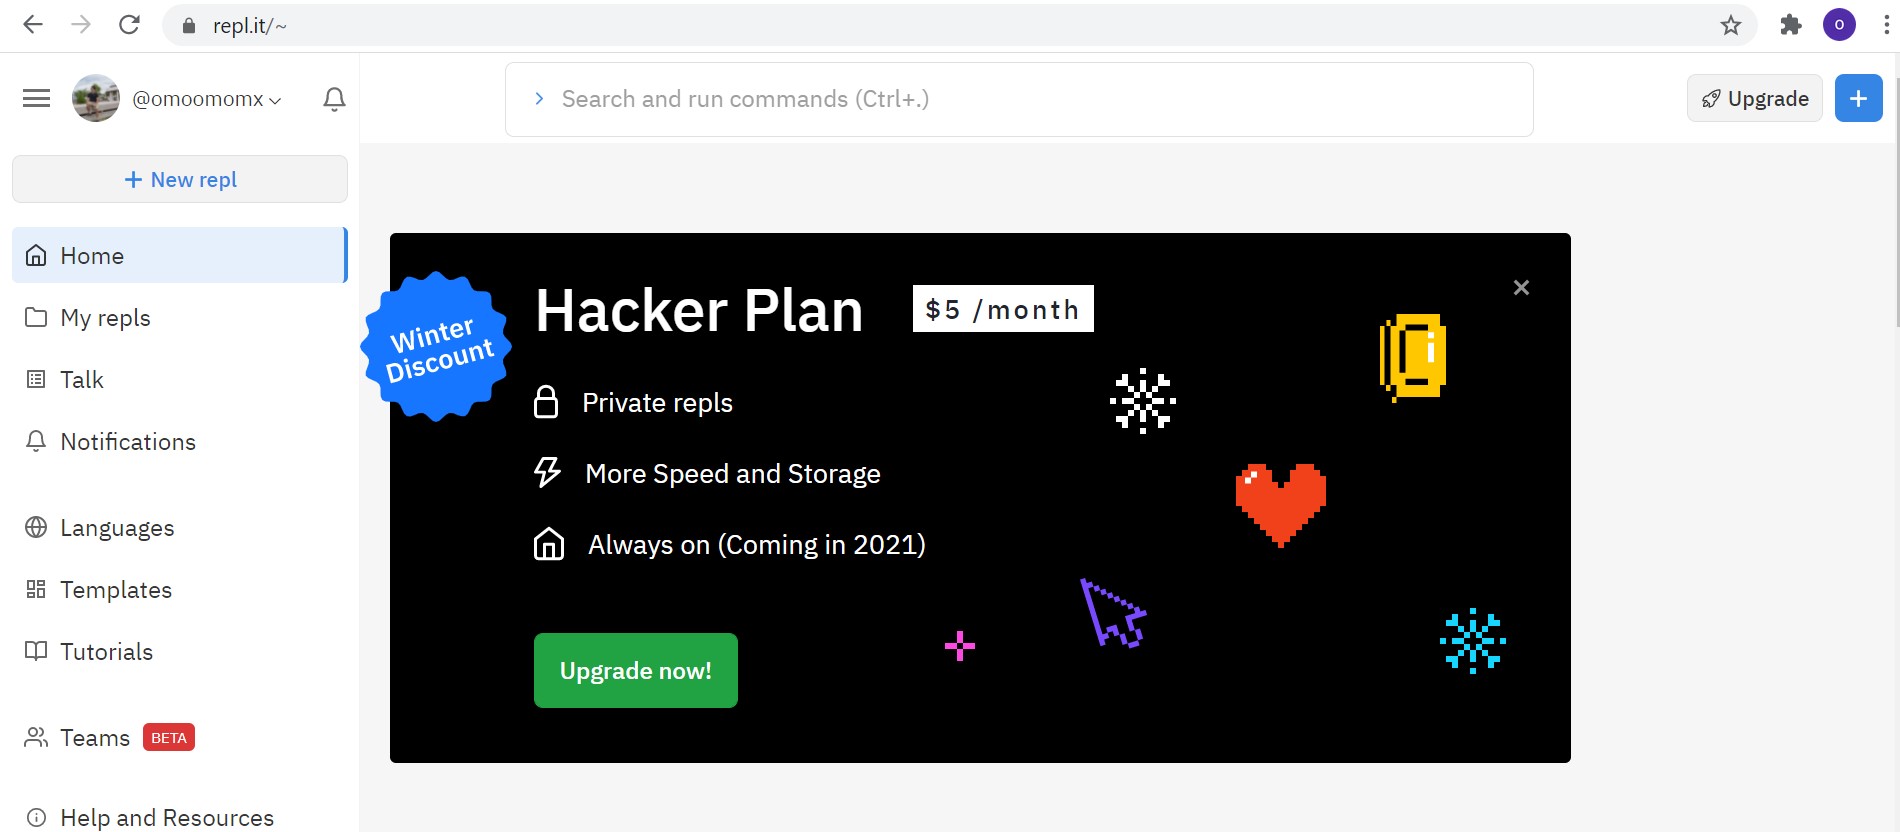 repl.it/~
O
@omoomomx
Search and run commands (Ctrl+.)
Upgrade
+ New repl
Home
My repls
Talk
Notifications
Languages
Templates
Tutorials
Teams BETA
Help and Resources
Winter
Discount
Hacker Plan $5 /month
Private repls
More Speed and Storage
Always on (Coming in 2021)
Upgrade now!